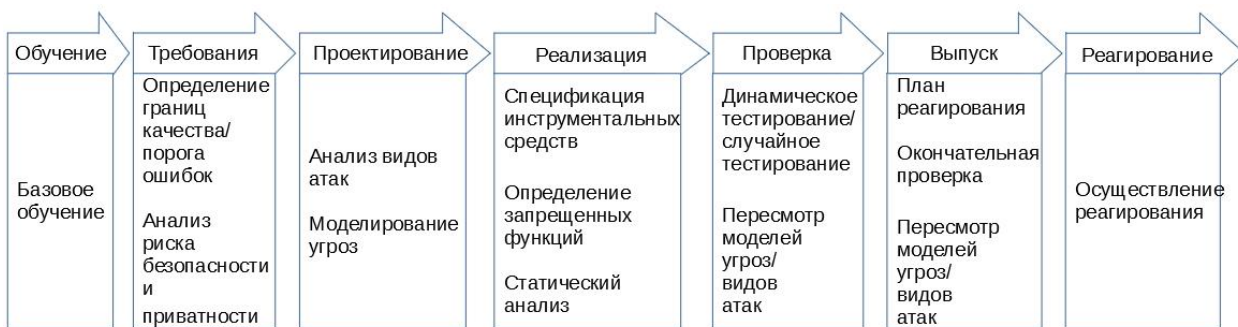 Обучение
Требования
Проектирование
Реализация
Проверка
Выпуск
Реагирование
Базовое
обучение
Определение
границ
качества/
порога
ошибок
Анализ
риска
безопасности
и
приватности
Анализ видов
атак
Моделирование
угроз
Спецификация
инструментальных
средств
Определение
запрещенных
функций
Статический
анализ
Динамическое
тестирование/
случайное
тестирование
Пересмотр
моделей
угроз/
видов
атак
План
реагирования
Окончательная
проверка
Пересмотр
моделей
угроз/
видов
атак
Осуществление
реагирования